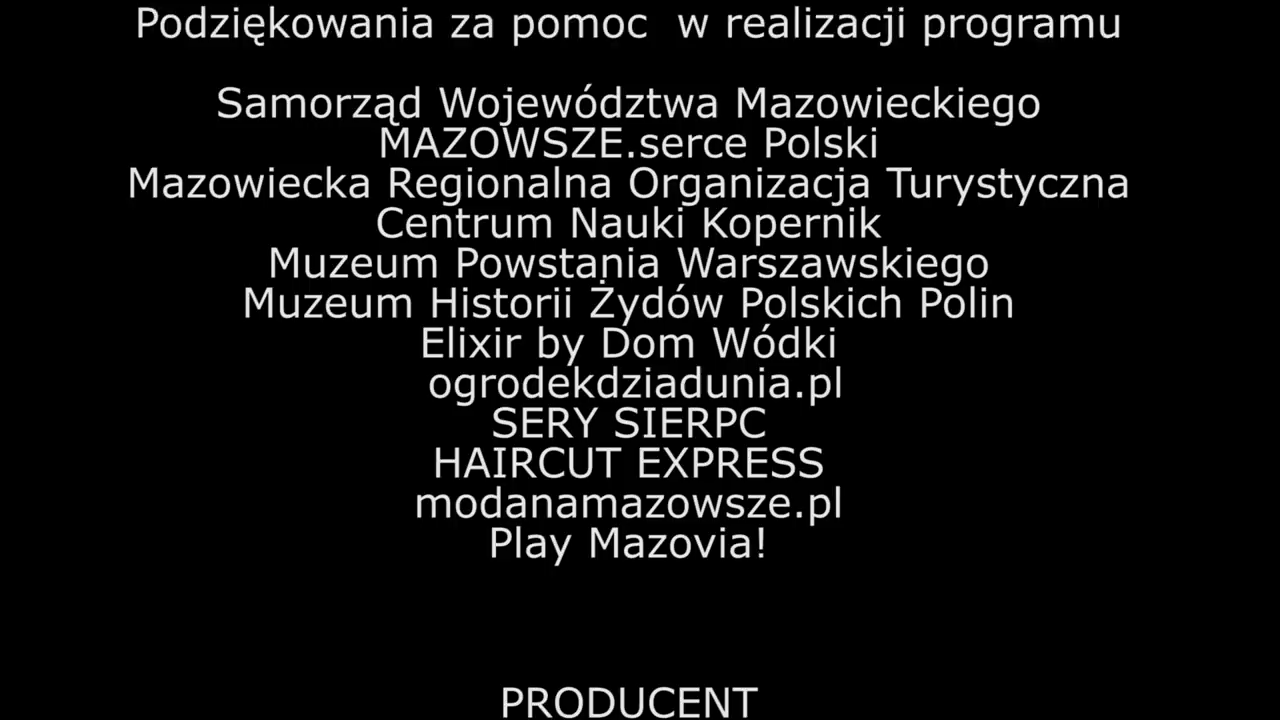 Podziękowania za pomoc  w realizacji programu
Samorząd Województwa Mazowieckiego
MAZOWSZE.serce Polski
Mazowiecka Regionalna Organizacja Turystyczna
Centrum Nauki Kopernik
Muzeum Powstania Warszawskiego
Muzeum Historii Żydów Polskich Polin
Elixir by Dom Wódki
ogrodekdziadunia.pl
SERY SIERPC
HAIRCUT EXPRESS
modanamazowsze.pl
Play Mazovia!
PRODUCENT